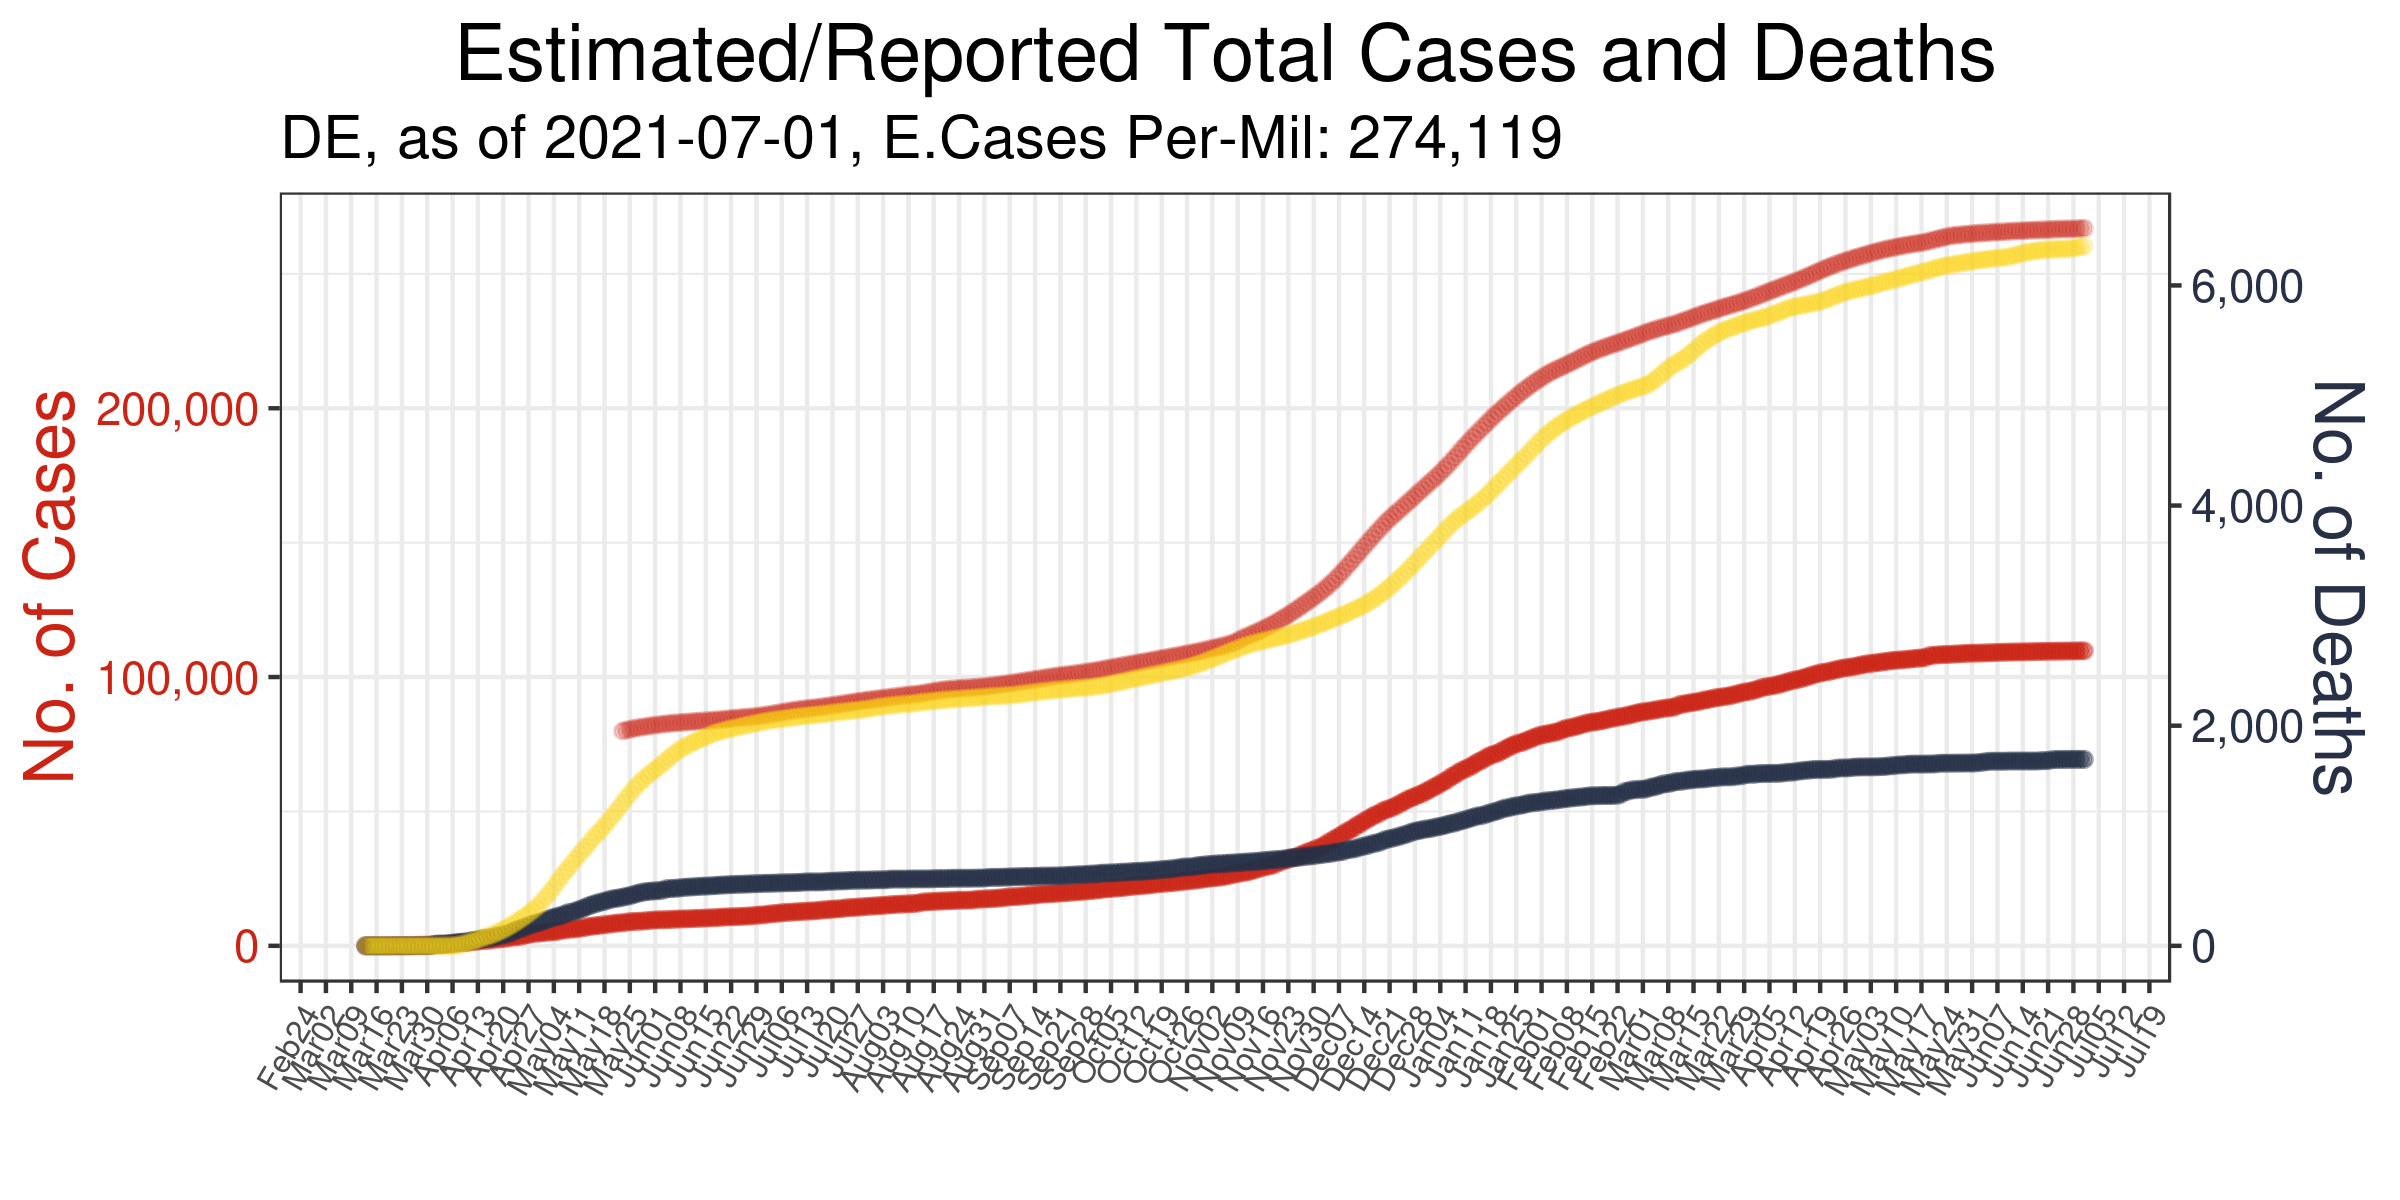 Estimated/Reported Total Cases and Deaths
DE, as of 2021-07-01, E.Cases Per-Mil: 274,119
No. of Cases
200,000
100,000
0
6,000
4,000
2,000
0
No. of Deaths
Feb24
Mar02
Mar09
Mar16
Mar23
Mar30
Apr06
Apr13
Apr20
Apr27
May04
May11
May18
May25
Jun01
Jun08
Jun15
Jun22
Jun29
Jul06
Jul13
Jul20
Jul27
Aug03
Aug10
Aug17
Aug24
Aug31
Sep07
Sep14
Sep21
Sep28
Oct05
Oct12
Oct19
Oct26
Nov02
Nov09
Nov16
Nov23
Nov30
Dec07
Dec14
Dec21
Dec28
Jan04
Jan11
Jan18
Jan25
Feb01
Feb08
Feb15
Feb22
Mar01
Mar08
Mar15
Mar22
Mar29
Apr05
Apr12
Apr19
Apr26
May03
May10
May17
May24
May31
Jun07
Jun14
Jun21
Jun28
Jul05
Jul12
Jul19